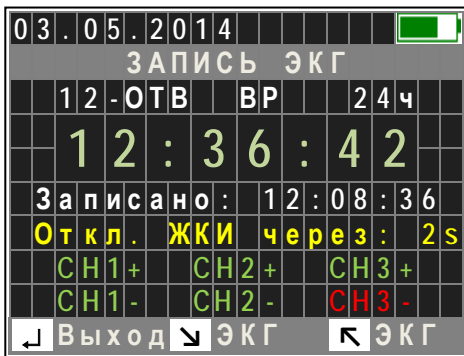 03.05.2014
ЗАПИСЬ ЭКГ
12-ОТВ ВР 24ч
12:36:42
Записано: 12:08:36
Откл. ЖКИ через: 2s
CH1+ CH2+ CH3+
CH1- CH2- CH3-
↵ Выход ↘ ЭКГ ↖ ЭКГ